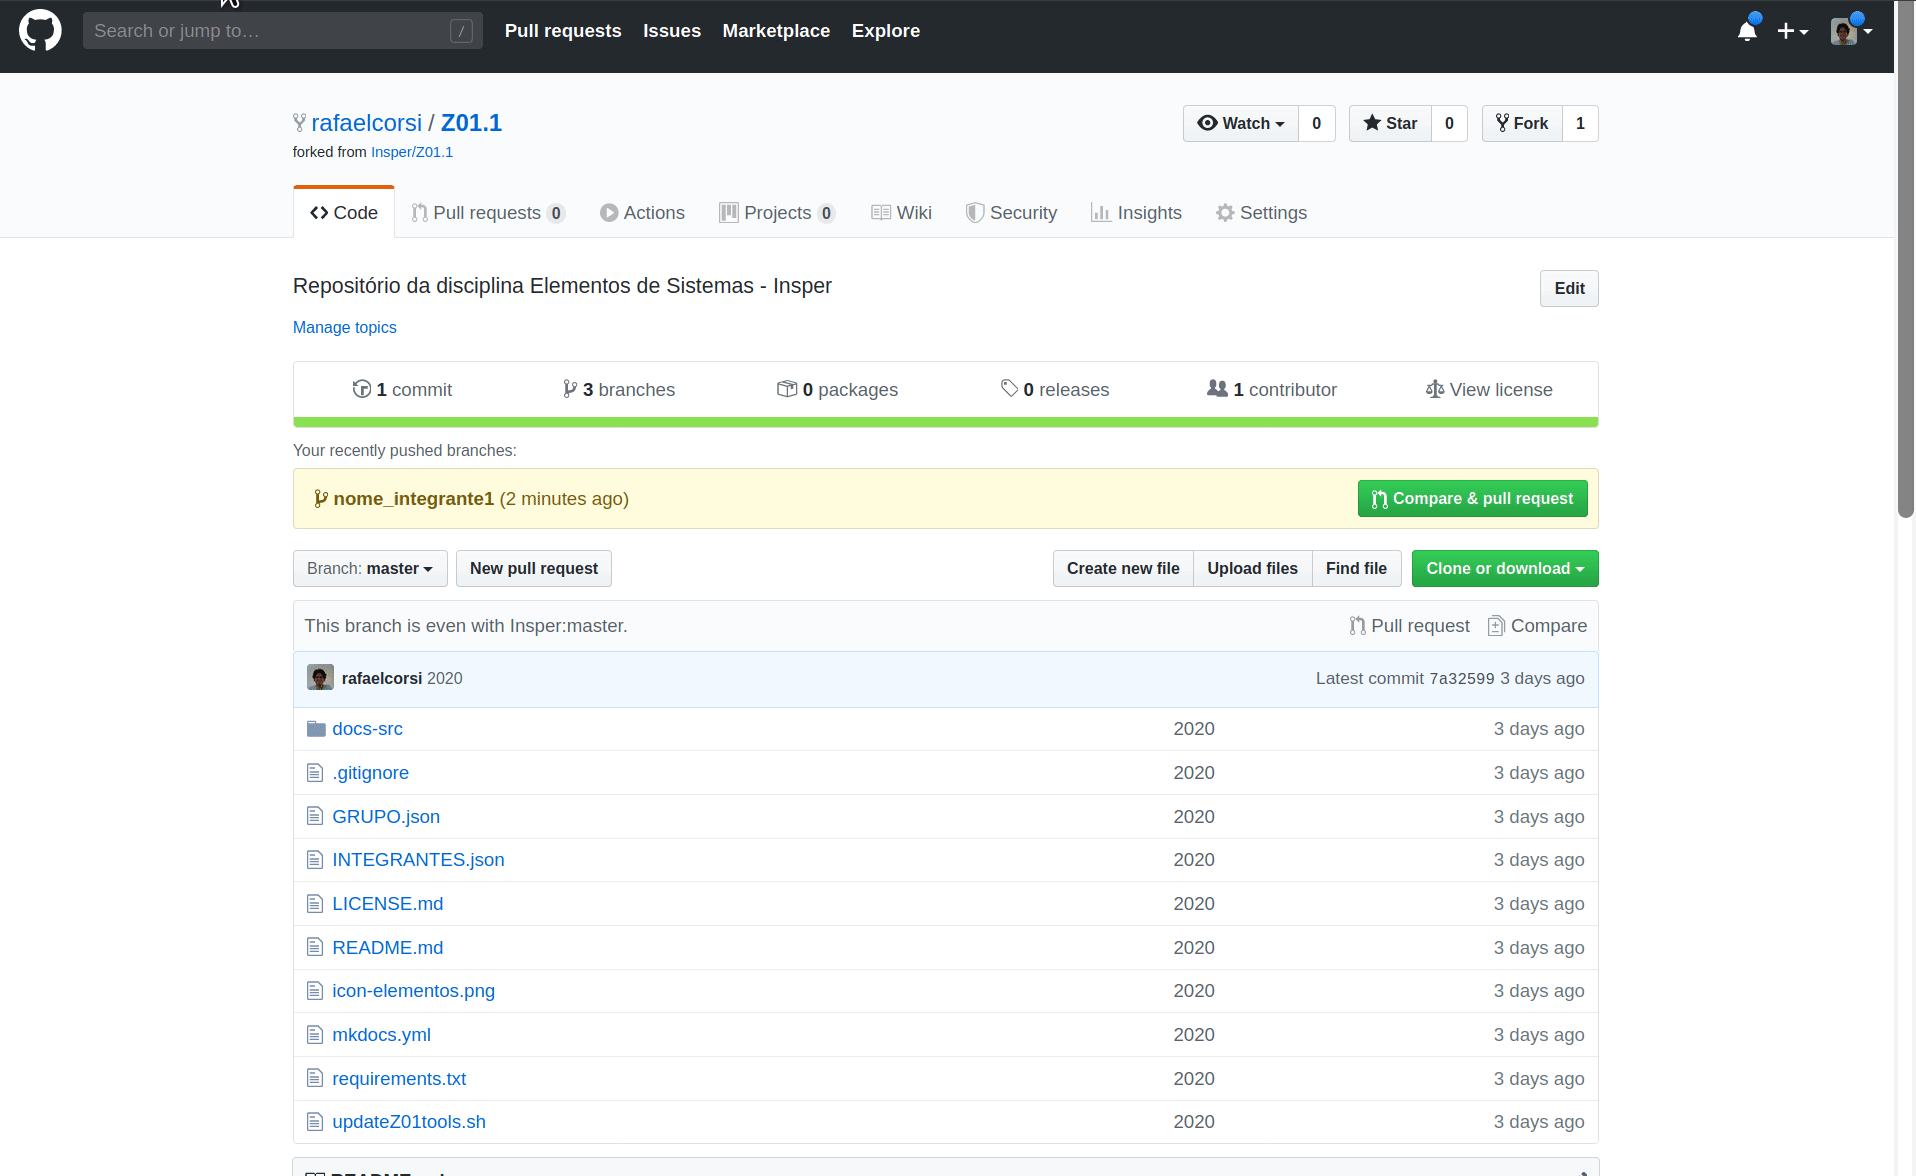 Search or jump to… / Pull requests Issues Marketplace Explore
rafaelcorsi / Z01.1 Watch 0 Star 0 Fork 1
forked from Insper/Z01.1
Code Pull requests 0 Actions Projects 0 Wiki Security Insights Settings
Repositório da disciplina Elementos de Sistemas - Insper Edit
Manage topics
1 commit 3 branches 0 packages 0 releases 1 contributor View license
Your recently pushed branches:
nome_integrante1 (2 minutes ago) Compare & pull request
Branch: master New pull request Create new file Upload files Find file Clone or download
This branch is even with Insper:master. Pull request Compare
rafaelcorsi 2020 Latest commit 7a32599 3 days ago
docs-src 2020 3 days ago
.gitignore 2020 3 days ago
GRUPO.json 2020 3 days ago
INTEGRANTES.json 2020 3 days ago
LICENSE.md 2020 3 days ago
README.md 2020 3 days ago
icon-elementos.png 2020 3 days ago
mkdocs.yml 2020 3 days ago
requirements.txt 2020 3 days ago
updateZ01tools.sh 2020 3 days ago